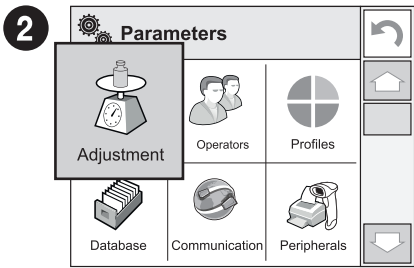 2
Parameters
Adjustment
Operators
Profiles
Database
Communication
Peripherals